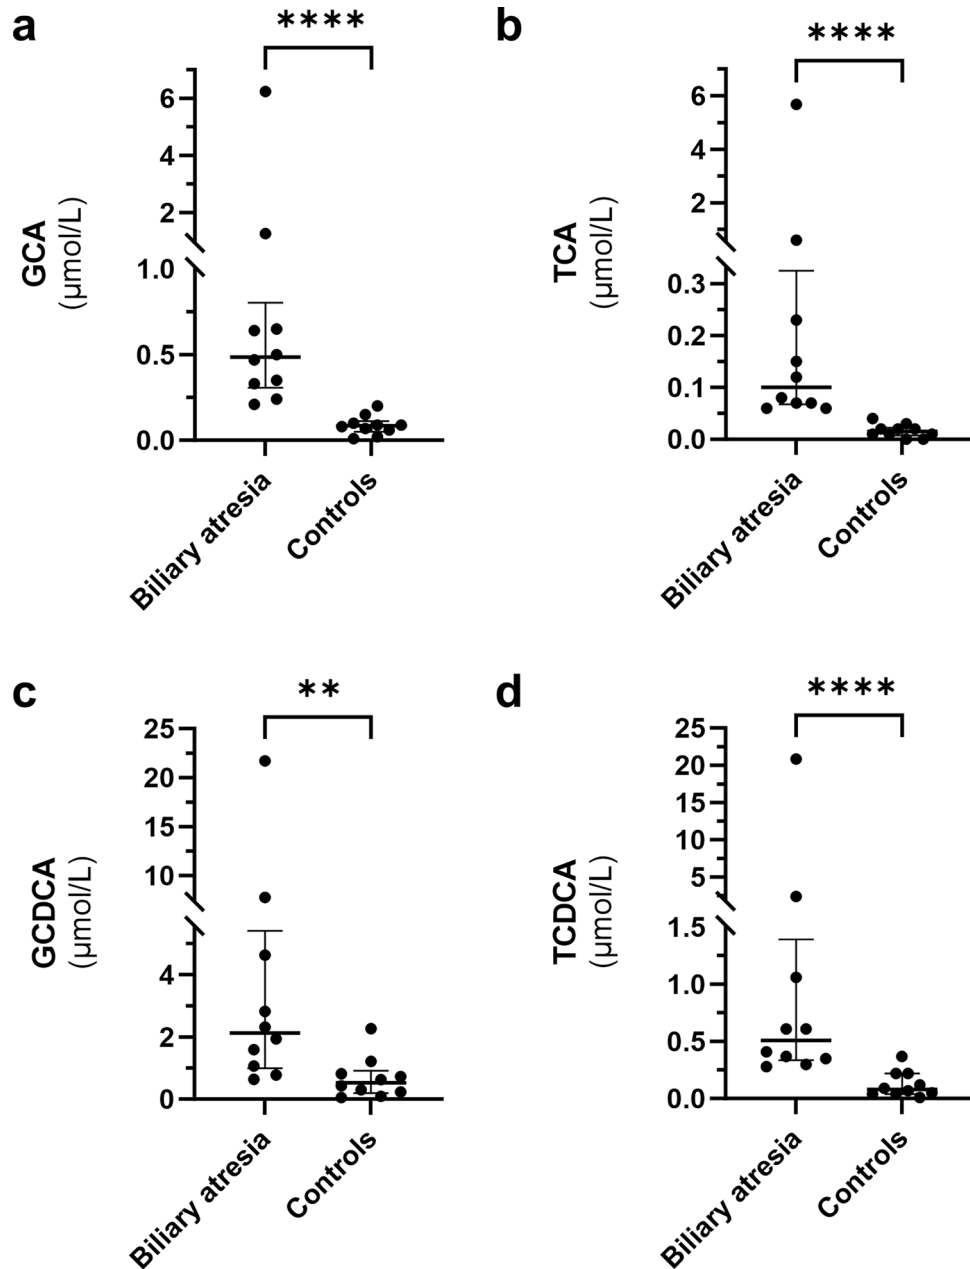 a
****
GCA
(µmol/L)
6
4
2
1.0
0.5
0.0
Biliary atresia
Controls
b
****
TCA
(µmol/L)
6
4
2
0.3
0.2
0.1
0.0
Biliary atresia
Controls
c
**
GCDCA
(µmol/L)
25
20
15
10
4
2
0
Biliary atresia
Controls
d
****
TCDCA
(µmol/L)
25
20
15
10
5
1.5
1.0
0.5
0.0
Biliary atresia
Controls